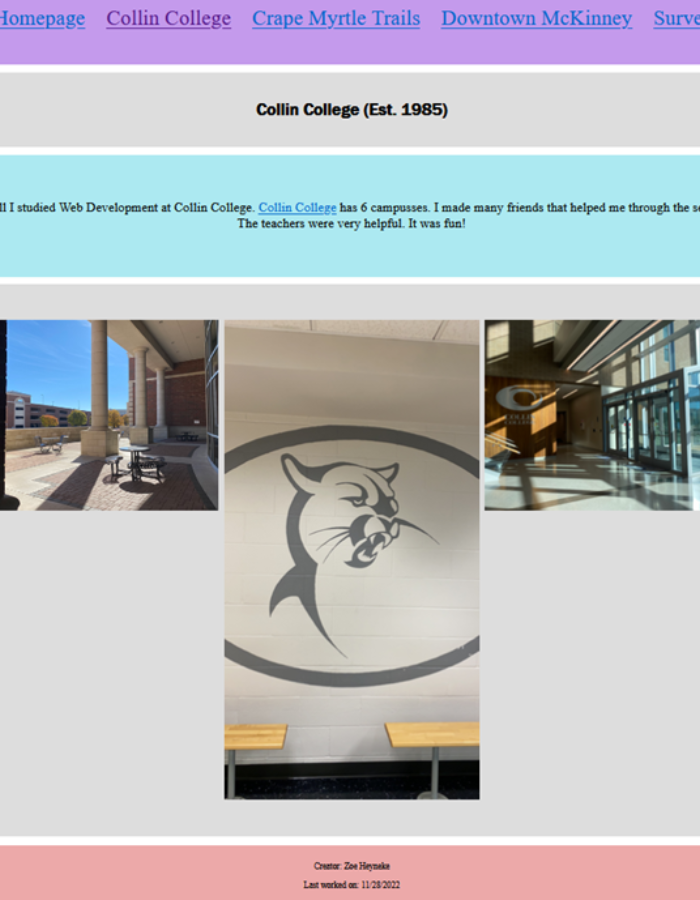 Homepage Collin College Crape Myrtle Trails Downtown McKinney Surve
Collin College (Est. 1985)
ll I studied Web Development at Collin College. Collin College has 6 campusses. I made many friends that helped me through the se
The teachers were very helpful. It was fun!
Creator: Zoe Heyneke
Last worked on: 11/28/2022